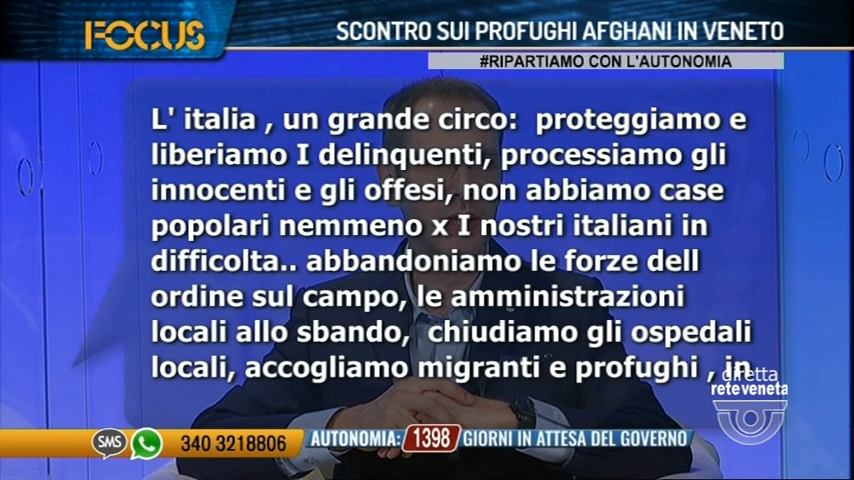 FOCUS
SCONTRO SUI PROFUGHI AFGHANI IN VENETO
#RIPARTIAMO CON L'AUTONOMIA
L' italia , un grande circo: proteggiamo e
liberiamo I delinquenti, processiamo gli
innocenti e gli offesi, non abbiamo case
popolari nemmeno x I nostri italiani in
difficolta.. abbandoniamo le forze dell
ordine sul campo, le amministrazioni
locali allo sbando, chiudiamo gli ospedali
locali, accogliamo migranti e profughi , in
diretta
reteveneta
SMS 340 3218806 AUTONOMIA: 1398 GIORNI IN ATTESA DEL GOVERNO